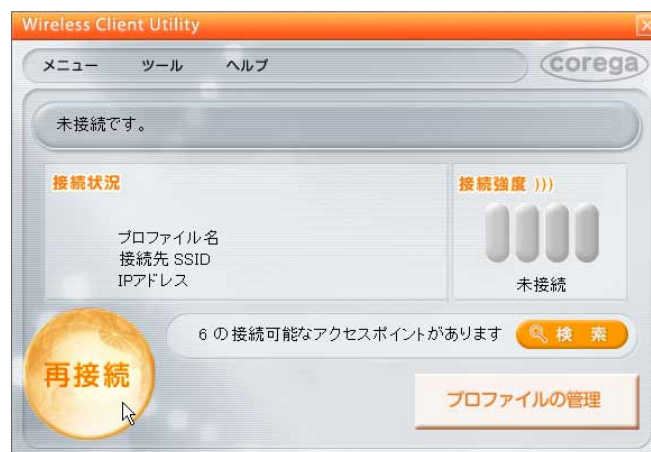 Wireless Client Utility
メニュー ツール ヘルプ corega
未接続です。
接続状況
接続強度 )))
プロファイル名
接続先 SSID
IPアドレス
未接続
6 の接続可能なアクセスポイントがあります 検 索
再接続
プロファイルの管理